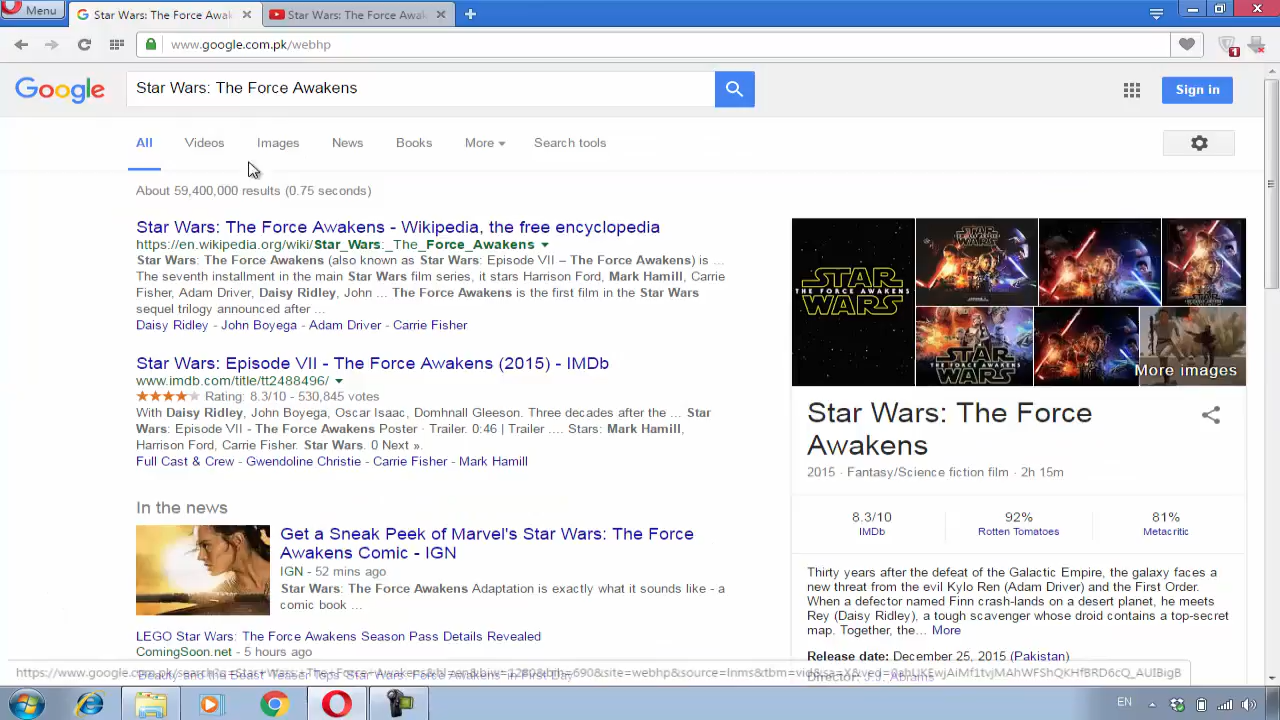 Menu
Star Wars: The Force Awak
Star Wars: The Force Awak
www.google.com.pk/webhp
1
Google
Star Wars: The Force Awakens
Sign in
All Videos Images News Books More Search tools
About 59,400,000 results (0.75 seconds)
Star Wars: The Force Awakens - Wikipedia, the free encyclopedia
https://en.wikipedia.org/wiki/Star_Wars:_The_Force_Awakens
Star Wars: The Force Awakens (also known as Star Wars: Episode VII – The Force Awakens) is ...
The seventh installment in the main Star Wars film series, it stars Harrison Ford, Mark Hamill, Carrie
Fisher, Adam Driver, Daisy Ridley, John ... The Force Awakens is the first film in the Star Wars
sequel trilogy announced after ...
Daisy Ridley - John Boyega - Adam Driver - Carrie Fisher
Star Wars: Episode VII - The Force Awakens (2015) - IMDb
www.imdb.com/title/tt2488496/
Rating: 8.3/10 - 530,845 votes
With Daisy Ridley, John Boyega, Oscar Isaac, Domhnall Gleeson. Three decades after the ... Star
Wars: Episode VII - The Force Awakens Poster · Trailer. 0:46 | Trailer .... Stars: Mark Hamill,
Harrison Ford, Carrie Fisher. Star Wars. 0 Next ».
Full Cast & Crew - Gwendoline Christie - Carrie Fisher - Mark Hamill
In the news
Get a Sneak Peek of Marvel's Star Wars: The Force
Awakens Comic - IGN
IGN - 52 mins ago
Star Wars: The Force Awakens Adaptation is exactly what it sounds like - a
comic book ...
LEGO Star Wars: The Force Awakens Season Pass Details Revealed
ComingSoon.net - 5 hours ago
STAR
THE FORCE AWAKENS
WARS
STAR
WARS
More images
Star Wars: The Force
Awakens
2015 · Fantasy/Science fiction film · 2h 15m
8.3/10 92% 81%
IMDb Rotten Tomatoes Metacritic
Thirty years after the defeat of the Galactic Empire, the galaxy faces a
new threat from the evil Kylo Ren (Adam Driver) and the First Order.
When a defector named Finn crash-lands on a desert planet, he meets
Rey (Daisy Ridley), a tough scavenger whose droid contains a top-secret
map. Together, the... More
Release date: December 25, 2015 (Pakistan)
EN